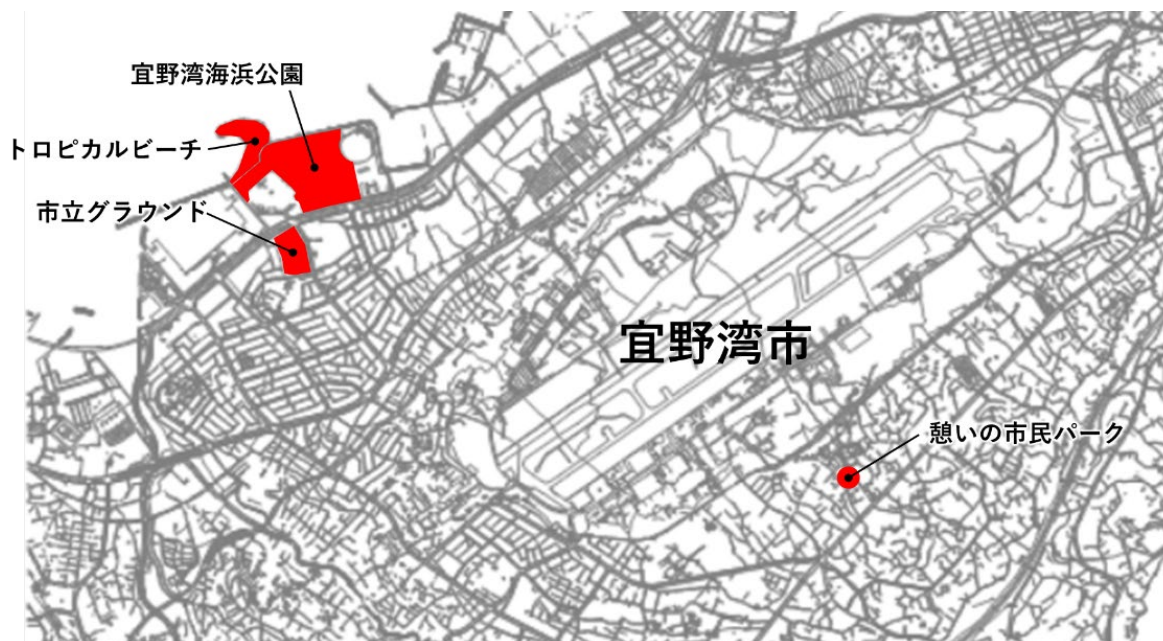 宜野湾海浜公園
トロピカルビーチ
市立グラウンド
宜野湾市
憩いの市民パーク